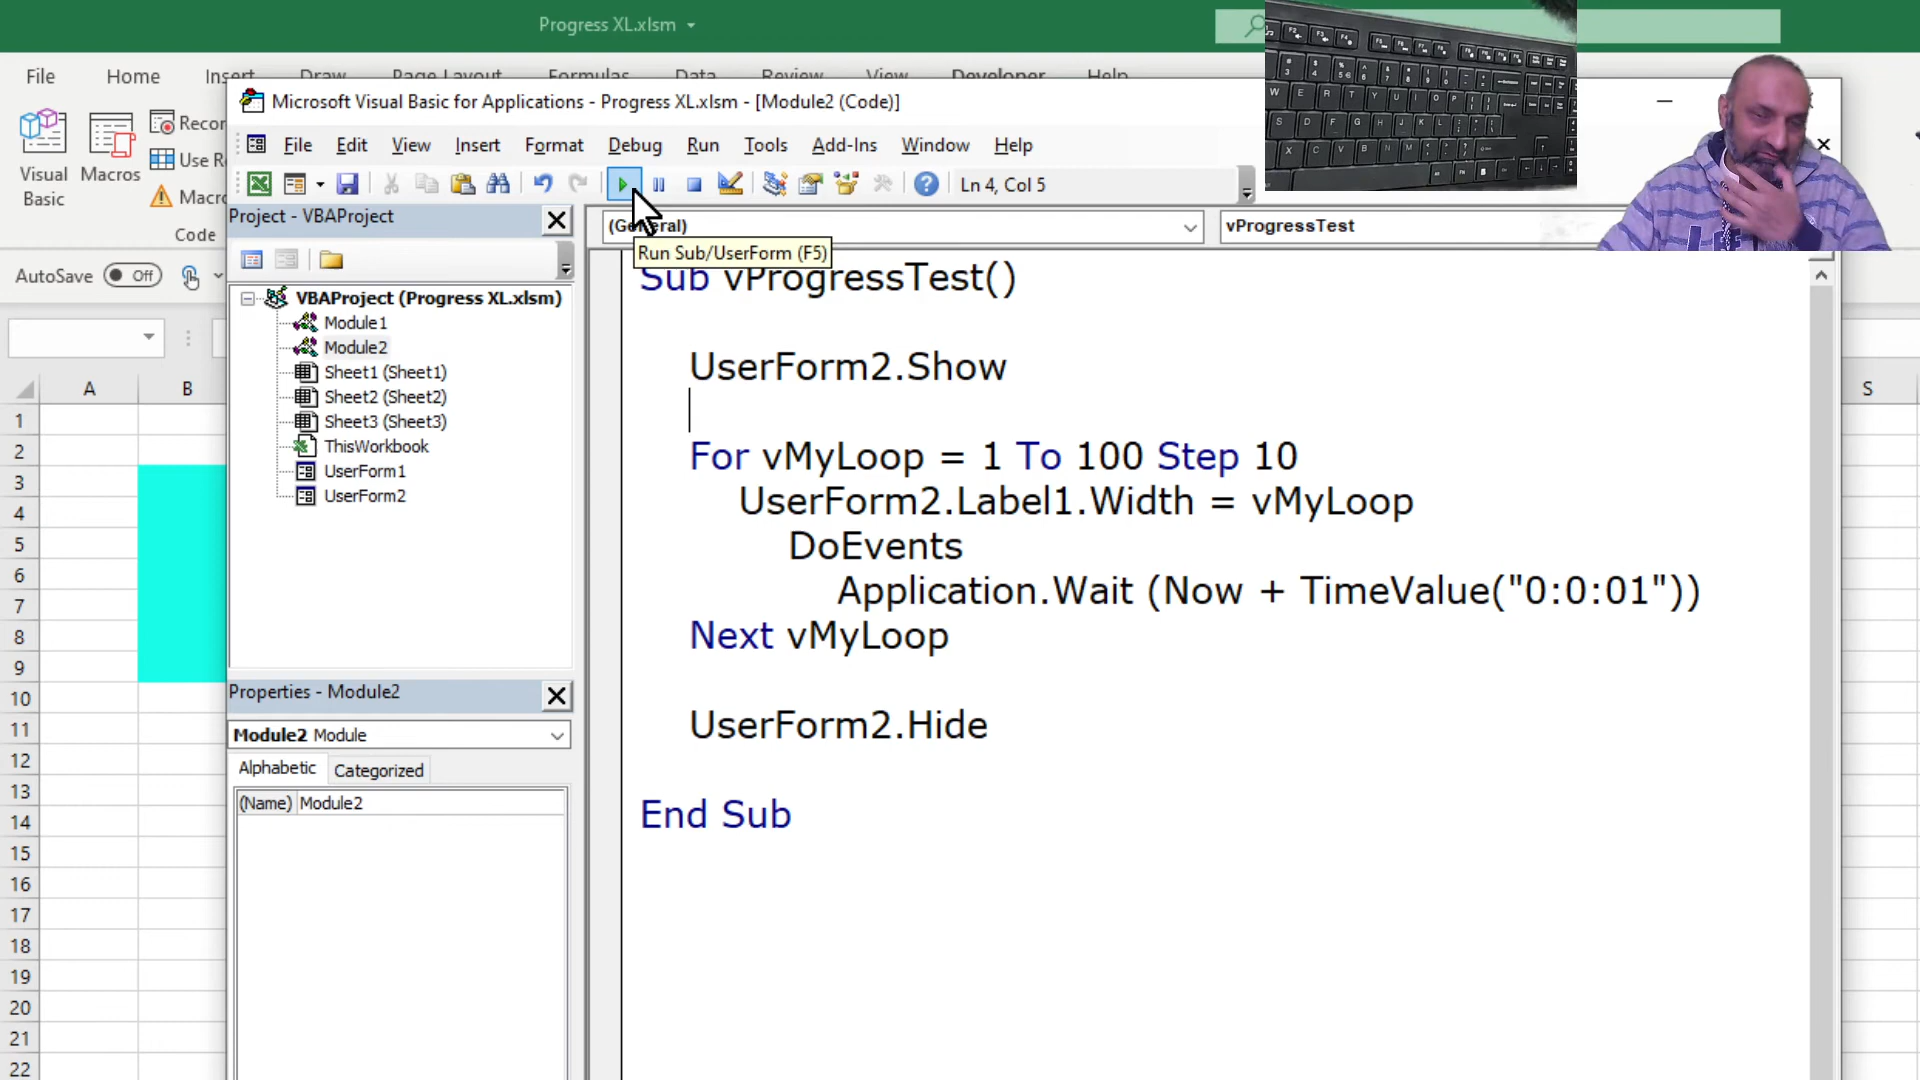 Progress XL.xlsm
File Home Insert Draw Page Layout Formulas Data Review View Developer Help
Microsoft Visual Basic for Applications - Progress XL.xlsm - [Module2 (Code)]
File Edit View Insert Format Debug Run Tools Add-Ins Window Help
Visual Basic
Macros
Recor
Use R
Macr
Code
Ln 4, Col 5
Project - VBAProject
vProgressTest
Run Sub/UserForm (F5)
AutoSave Off
VBAProject (Progress XL.xlsm)
Module1
Module2
Sheet1 (Sheet1)
Sheet2 (Sheet2)
Sheet3 (Sheet3)
ThisWorkbook
UserForm1
UserForm2
Properties - Module2
Module2 Module
Alphabetic Categorized
(Name) Module2
Sub vProgressTest()
UserForm2.Show
For vMyLoop = 1 To 100 Step 10
UserForm2.Label1.Width = vMyLoop
DoEvents
Application.Wait (Now + TimeValue("0:0:01"))
Next vMyLoop
UserForm2.Hide
End Sub
A B S
1
2
3
4
5
6
7
8
9
10
11
12
13
14
15
16
17
18
19
20
21
22